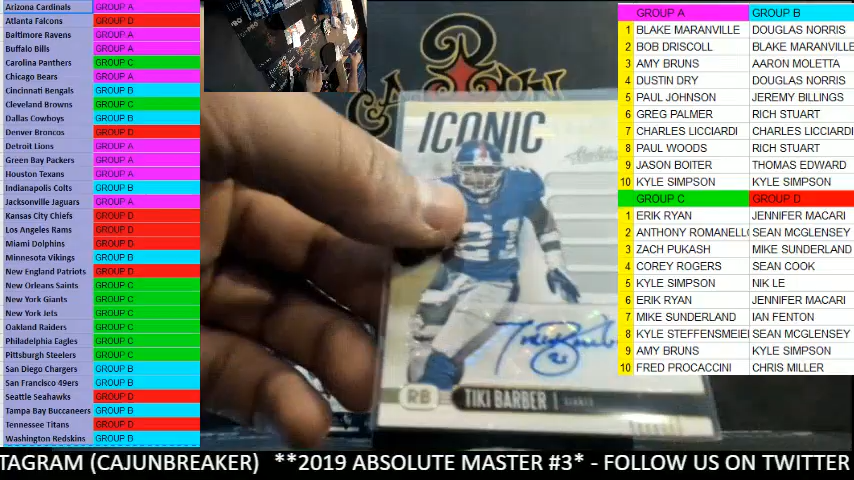 Arizona Cardinals GROUP A
Atlanta Falcons GROUP D
Baltimore Ravens GROUP A
Buffalo Bills GROUP A
Carolina Panthers GROUP C
Chicago Bears GROUP A
Cincinnati Bengals GROUP B
Cleveland Browns GROUP C
Dallas Cowboys GROUP B
Denver Broncos GROUP D
Detroit Lions GROUP A
Green Bay Packers GROUP A
Houston Texans GROUP A
Indianapolis Colts GROUP B
Jacksonville Jaguars GROUP A
Kansas City Chiefs GROUP D
Los Angeles Rams GROUP D
Miami Dolphins GROUP D
Minnesota Vikings GROUP B
New England Patriots GROUP D
New Orleans Saints GROUP C
New York Giants GROUP C
New York Jets GROUP C
Oakland Raiders GROUP C
Philadelphia Eagles GROUP C
Pittsburgh Steelers GROUP C
San Diego Chargers GROUP B
San Francisco 49ers GROUP B
Seattle Seahawks GROUP D
Tampa Bay Buccaneers GROUP B
Tennessee Titans GROUP D
Washington Redskins GROUP B
CAJUN
ICONIC
Absolute
21
Tiki Barber 21
RB TIKI BARBER | GIANTS
GROUP A GROUP B
1 BLAKE MARANVILLE DOUGLAS NORRIS
2 BOB DRISCOLL BLAKE MARANVILLE
3 AMY BRUNS AARON MOLETTA
4 DUSTIN DRY DOUGLAS NORRIS
5 PAUL JOHNSON JEREMY BILLINGS
6 GREG PALMER RICH STUART
7 CHARLES LICCIARDI CHARLES LICCIARDI
8 PAUL WOODS RICH STUART
9 JASON BOITER THOMAS EDWARD
10 KYLE SIMPSON KYLE SIMPSON
GROUP C GROUP D
1 ERIK RYAN JENNIFER MACARI
2 ANTHONY ROMANELL SEAN MCGLENSEY
3 ZACH PUKASH MIKE SUNDERLAND
4 COREY ROGERS SEAN COOK
5 KYLE SIMPSON NIK LE
6 ERIK RYAN JENNIFER MACARI
7 MIKE SUNDERLAND IAN FENTON
8 KYLE STEFFENSMEIE SEAN MCGLENSEY
9 AMY BRUNS KYLE SIMPSON
10 FRED PROCACCINI CHRIS MILLER
TAGRAM (CAJUNBREAKER) **2019 ABSOLUTE MASTER #3* - FOLLOW US ON TWITTER